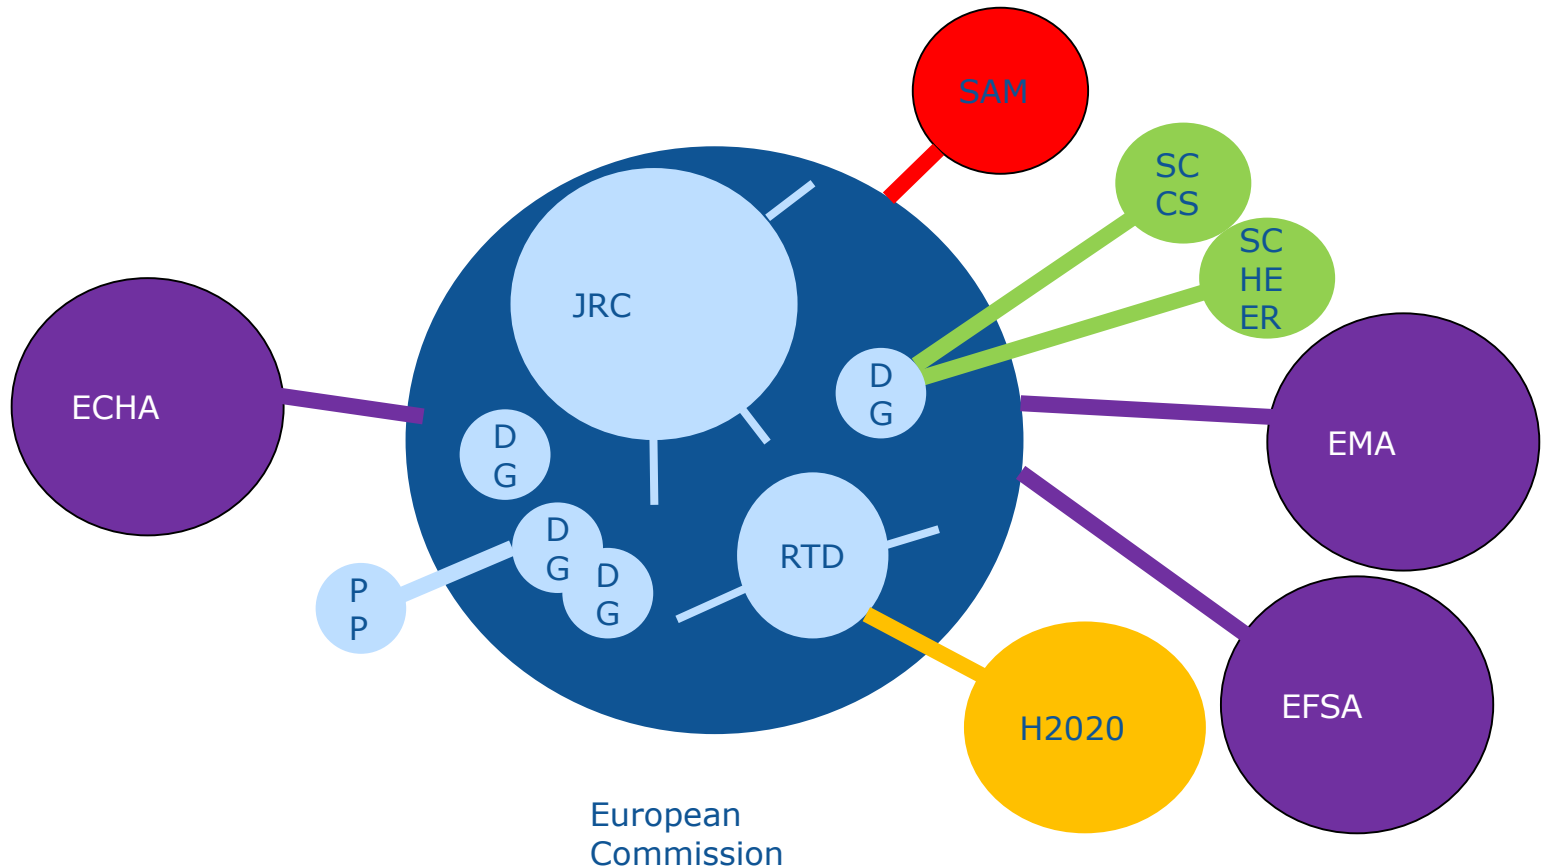 SAM
SC
CS
SC
HE
ER
JRC
D
G
ECHA
EMA
D
G
D
G
D
G
RTD
P
P
EFSA
H2020
European
Commission